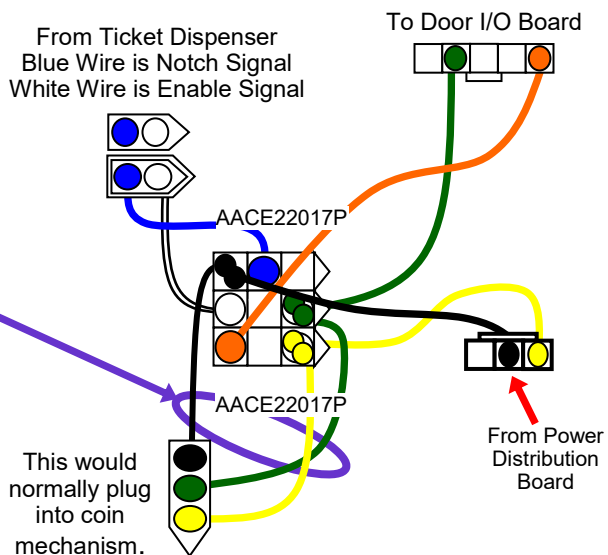 From Ticket Dispenser
Blue Wire is Notch Signal
White Wire is Enable Signal
To Door I/O Board
AACE22017P
AACE22017P
This would
normally plug
into coin
mechanism.
From Power
Distribution
Board